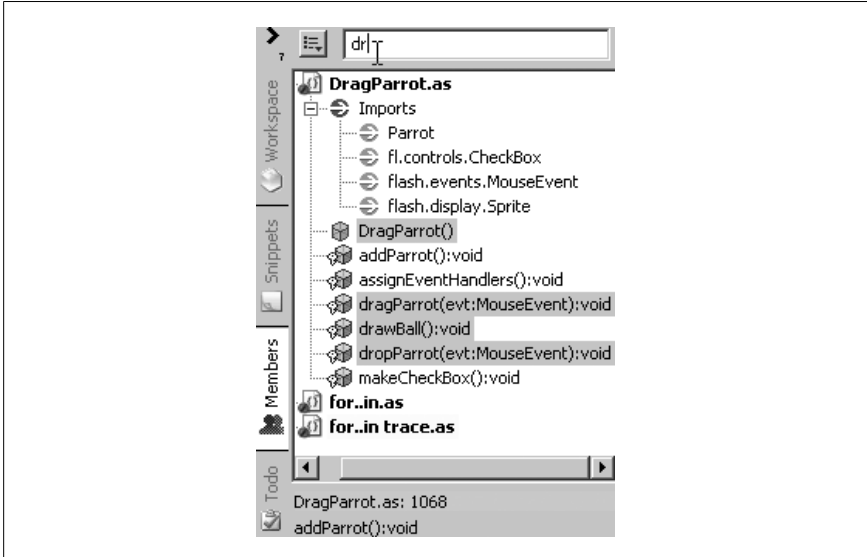 dr
7
Workspace
Snippets
Members
Todo
DragParrot.as
Imports
Parrot
fl.controls.CheckBox
flash.events.MouseEvent
flash.display.Sprite
DragParrot()
addParrot():void
assignEventHandlers():void
dragParrot(evt:MouseEvent):void
drawBall():void
dropParrot(evt:MouseEvent):void
makeCheckBox():void
for..in.as
for..in trace.as
DragParrot.as: 1068
addParrot():void